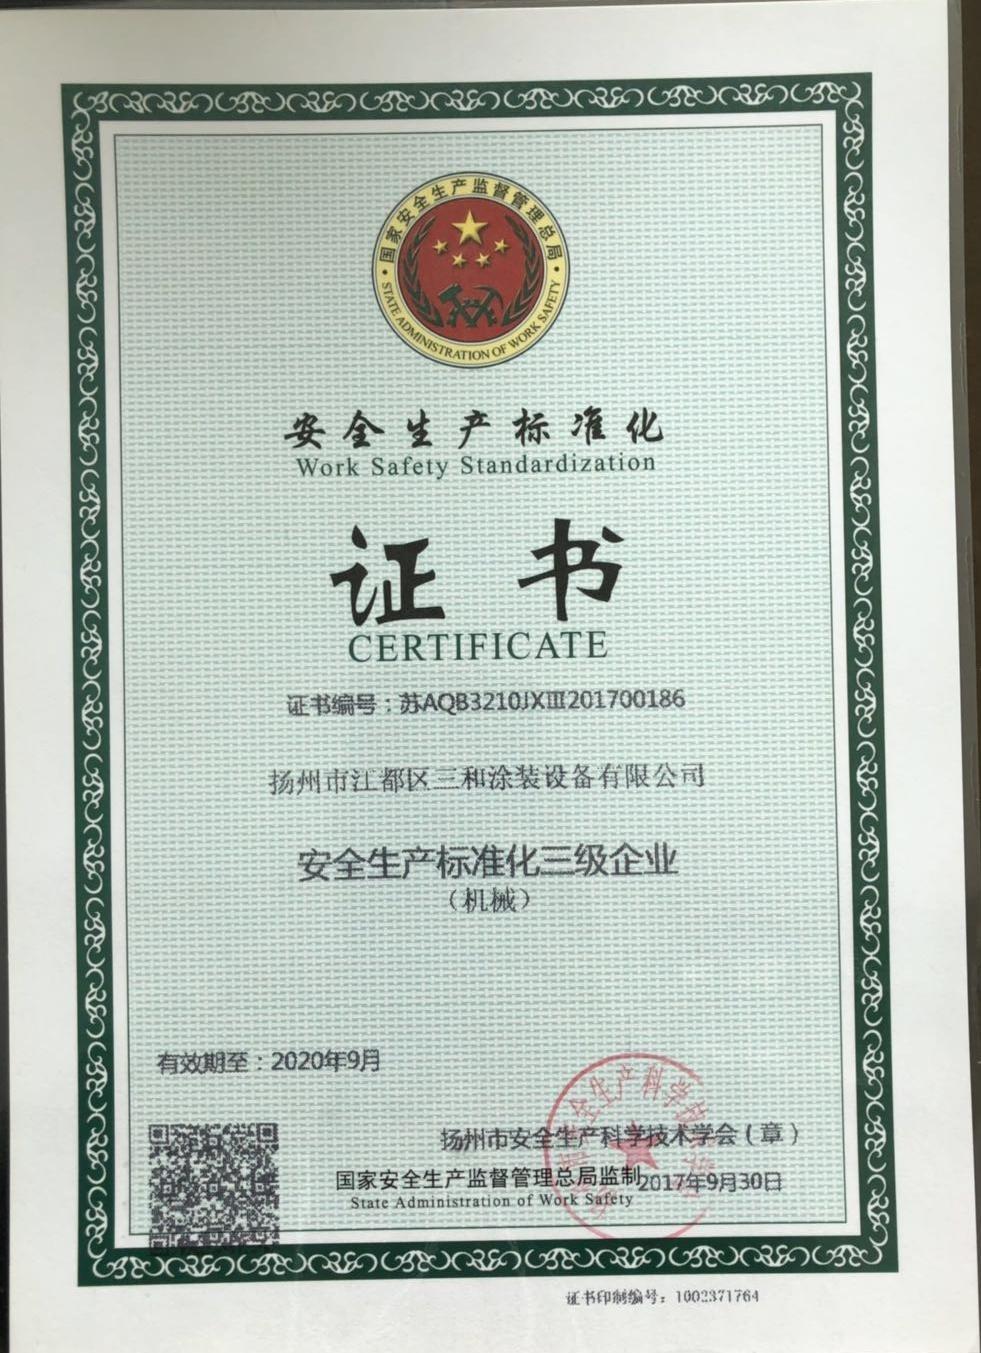 国家安全生产监督管理总局
STATE ADMINISTRATION OF WORK SAFETY
安全生产标准化
Work Safety Standardization
证书
CERTIFICATE
证书编号：苏AQB3210JXⅢ201700186
扬州市江都区三和涂装设备有限公司
安全生产标准化三级企业
（机械）
有效期至：2020年9月
扬州市安全生产科学技术学会（章）
国家安全生产监督管理总局监制
2017年9月30日
State Administration of Work Safety
安全生产科学技
证书印制编号：1002371764